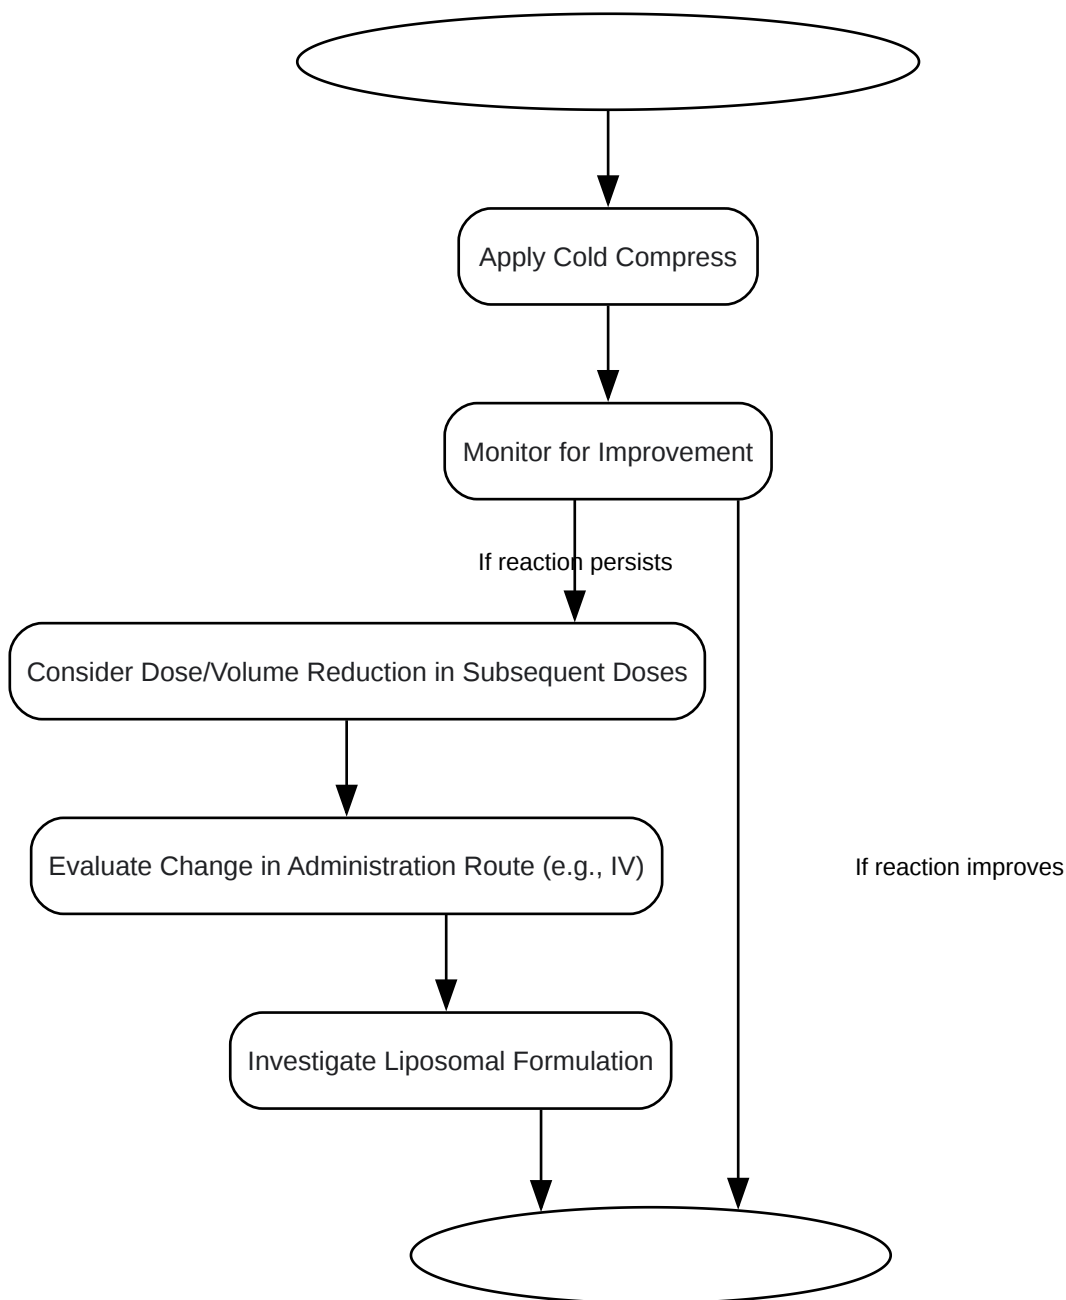 Apply Cold Compress
Monitor for Improvement
If reaction persists
Consider Dose/Volume Reduction in Subsequent Doses
Evaluate Change in Administration Route (e.g., IV)
If reaction improves
Investigate Liposomal Formulation